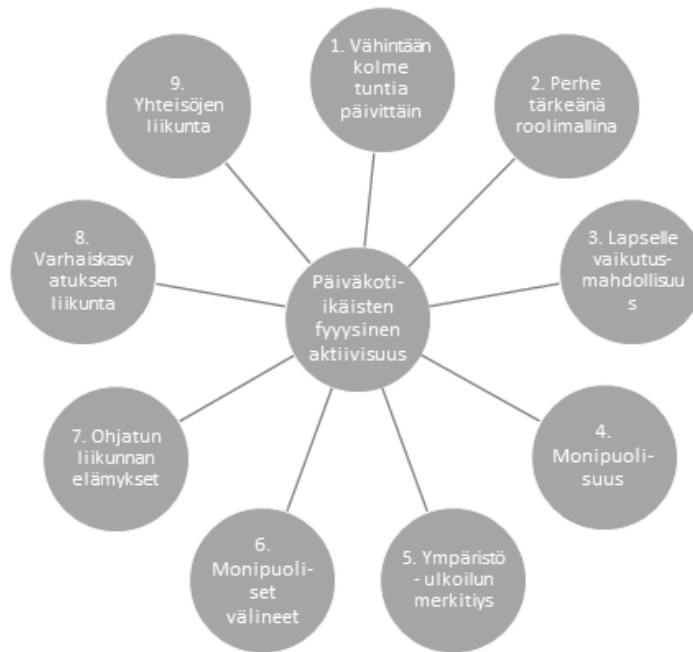 1. Vähintään
kolme
tuntia
päivittäin
2. Perhe
tärkeänä
roolimallina
3. Lapselle
vaikutus-
mahdollisuu
s
4.
Monipuoli-
suus
5. Ympäristö
- ulkoilun
merkitiys
6.
Monipuoli-
set
välineet
7. Ohjatun
liikunnan
elämykset
8.
Varhaiskasv
atuksen
liikunta
9.
Yhteisöjen
liikunta
Päiväkoti-
ikäisten
fyyysinen
aktiivisuus